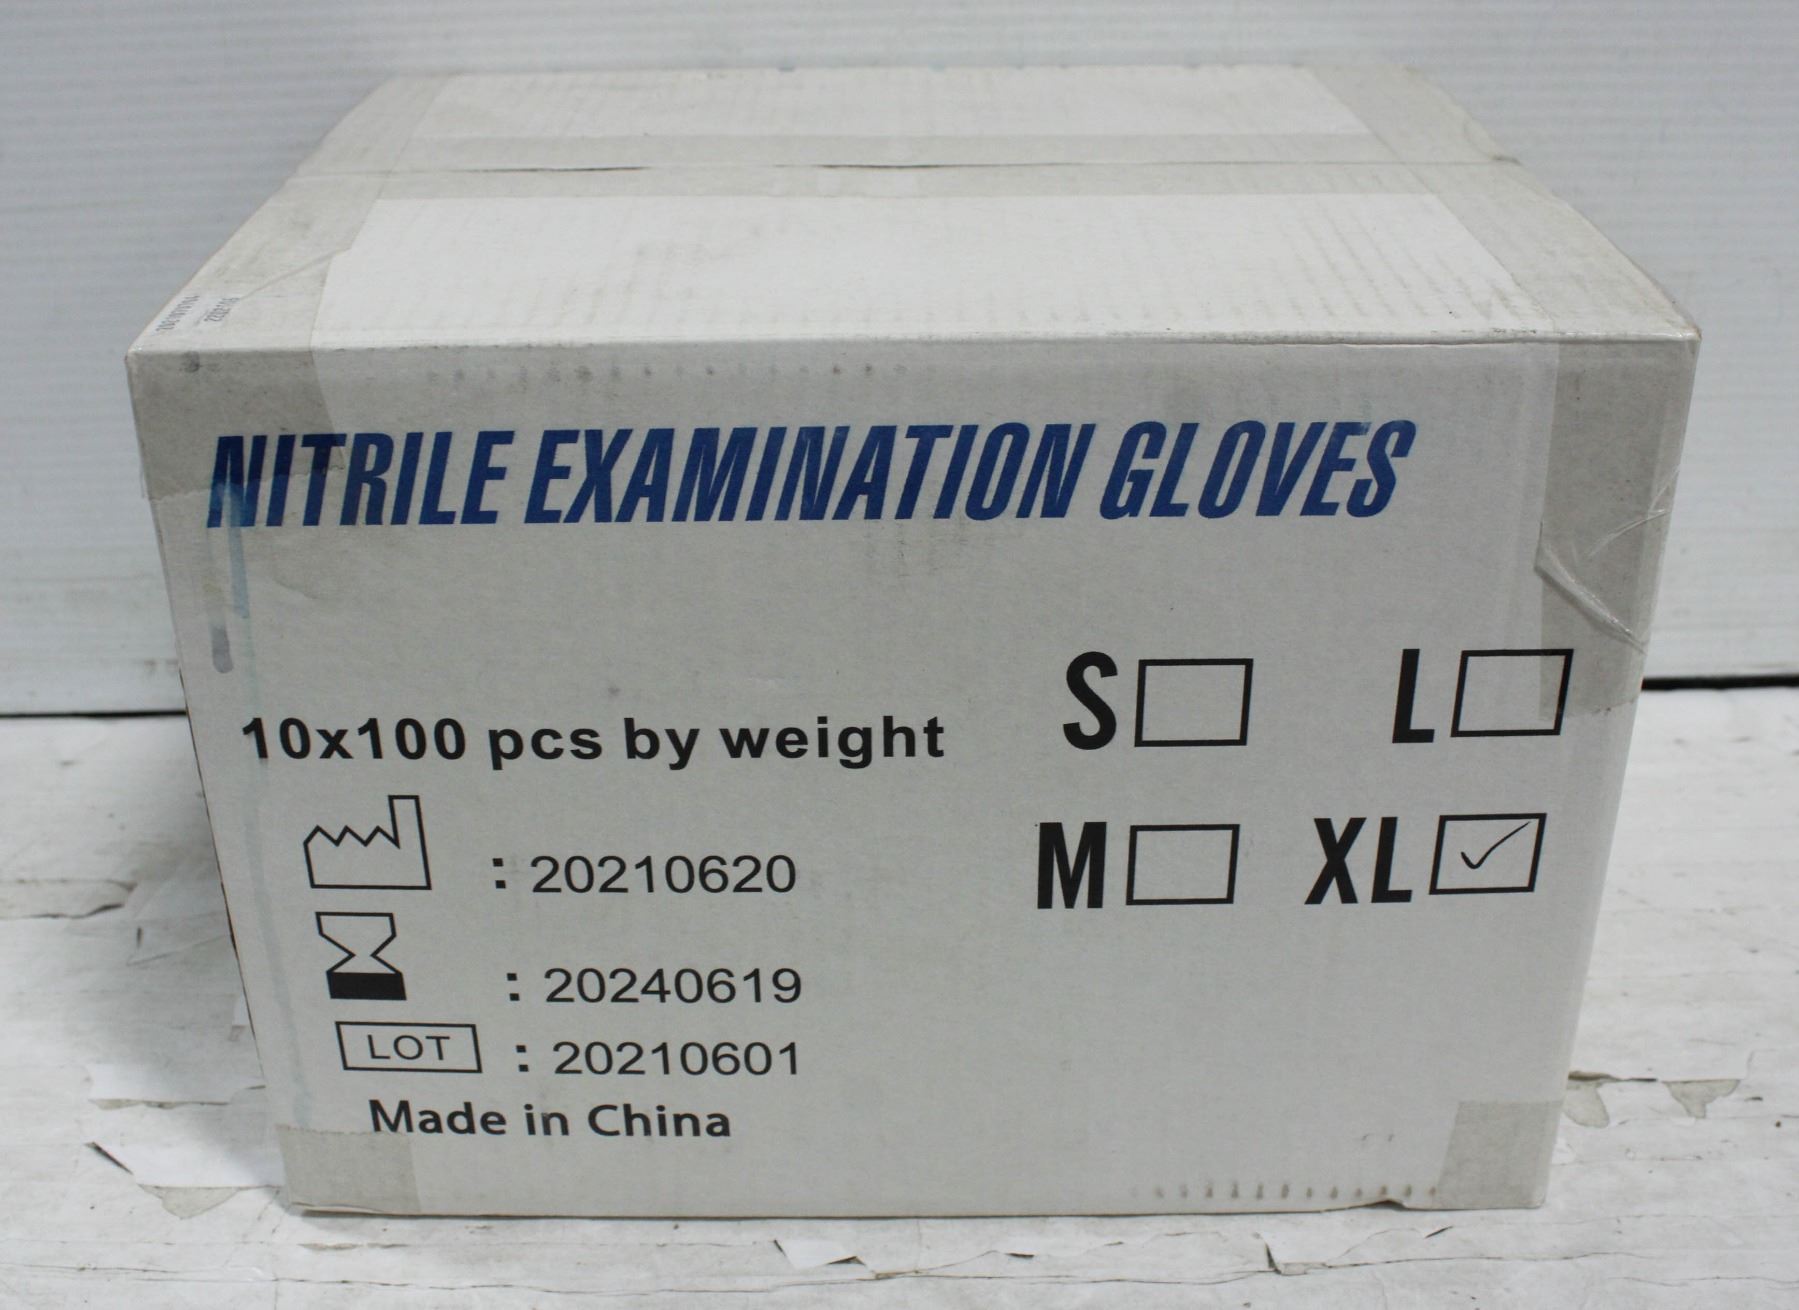 NITRILE EXAMINATION GLOVES
10x100 pcs by weight
S L
M XL
: 20210620
: 20240619
LOT : 20210601
Made in China